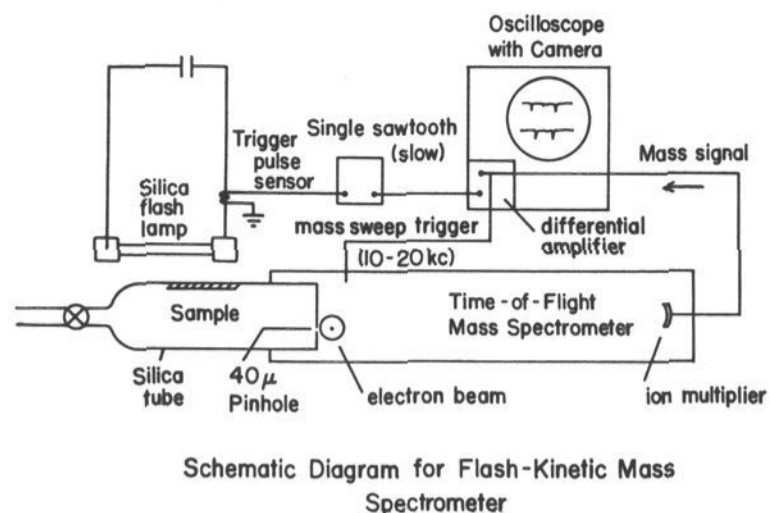 Oscilloscope
with Camera
Single sawtooth
(slow)
Trigger
pulse
sensor
Mass signal
Silica
flash
lamp
mass sweep trigger
differential
amplifier
(10-20 kc)
Sample
Time-of-Flight
Mass Spectrometer
Silica
tube
40μ
Pinhole
electron beam
ion multiplier
Schematic Diagram for Flash-Kinetic Mass
Spectrometer